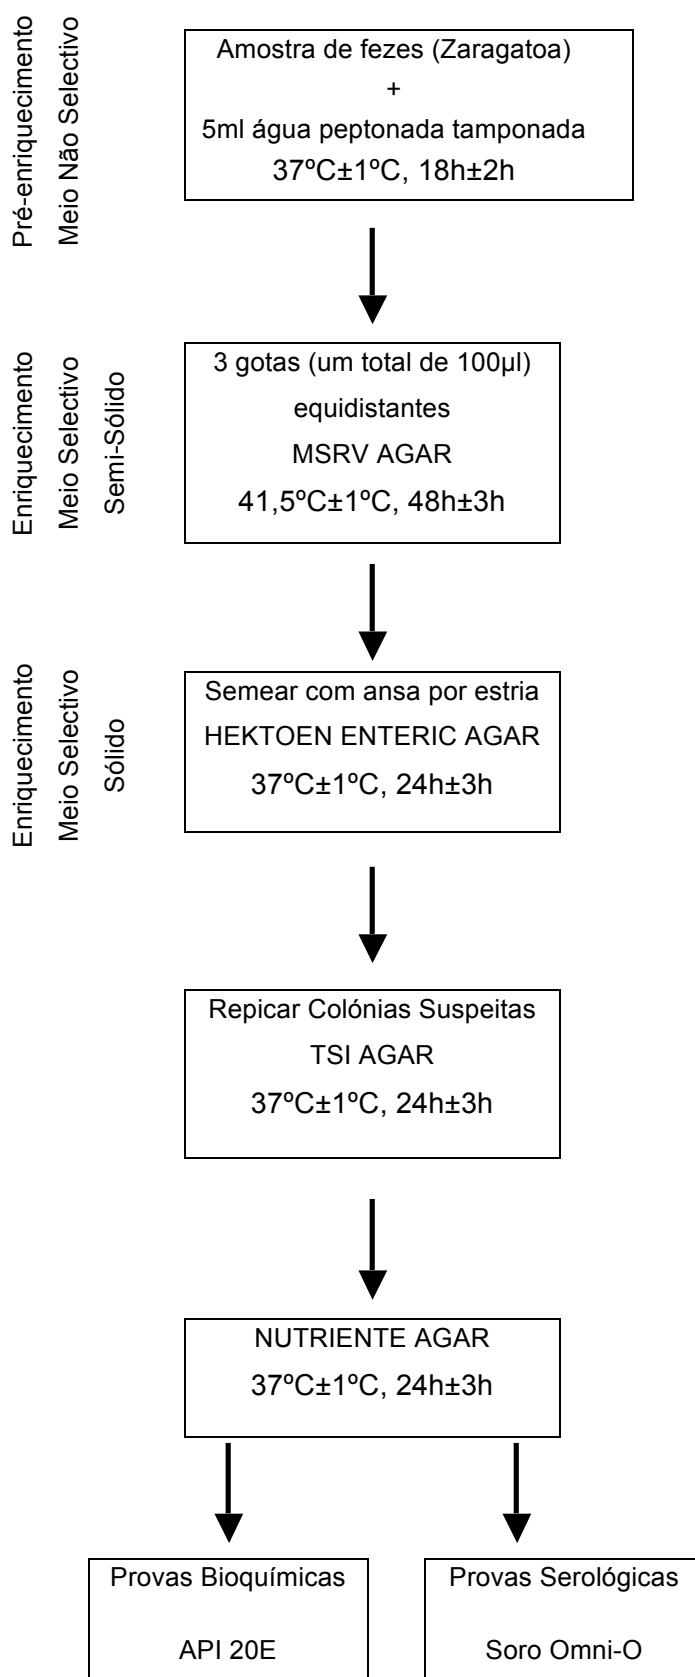 Pré-enriquecimento
Meio Não Selectivo
Amostra de fezes (Zaragatoa)
+
5ml água peptonada tamponada
37ºC±1ºC, 18h±2h
Enriquecimento
Meio Selectivo
Semi-Sólido
3 gotas (um total de 100µl)
equidistantes
MSRV AGAR
41,5ºC±1ºC, 48h±3h
Enriquecimento
Meio Selectivo
Sólido
Semear com ansa por estria
HEKTOEN ENTERIC AGAR
37ºC±1ºC, 24h±3h
Repicar Colónias Suspeitas
TSI AGAR
37ºC±1ºC, 24h±3h
NUTRIENTE AGAR
37ºC±1ºC, 24h±3h
Provas Bioquímicas
API 20E
Provas Serológicas
Soro Omni-O